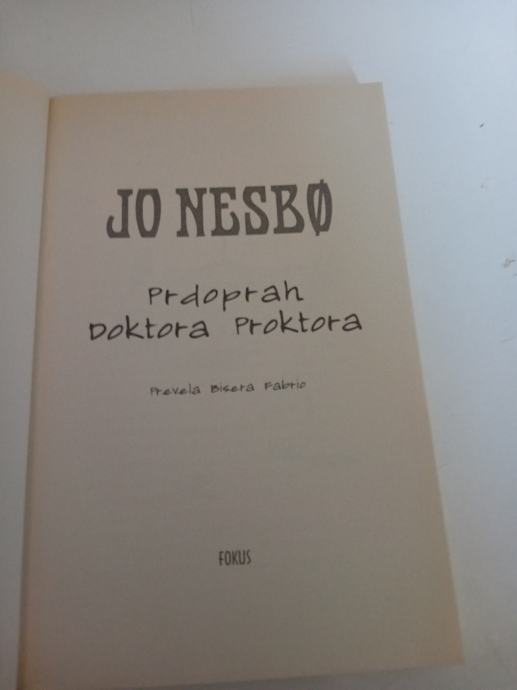 JO NESBØ
Prdoprah
Doktora Proktora
Prevela Bisera Fabrio
FOKUS